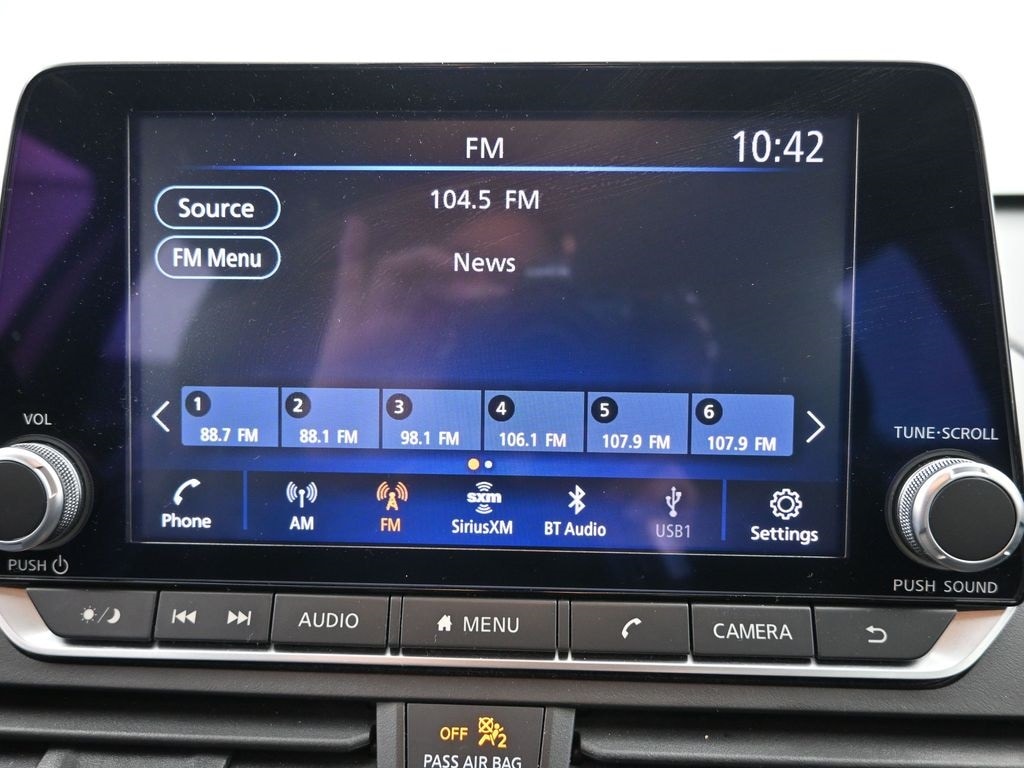 FM
10:42
Source
104.5 FM
FM Menu
News
1
88.7 FM
2
88.1 FM
3
98.1 FM
4
106.1 FM
5
107.9 FM
6
107.9 FM
VOL
TUNE·SCROLL
Phone
AM
FM
sxm
SiriusXM
BT Audio
USB1
Settings
PUSH
PUSH SOUND
AUDIO
MENU
CAMERA
OFF
2
PASS AIR BAG